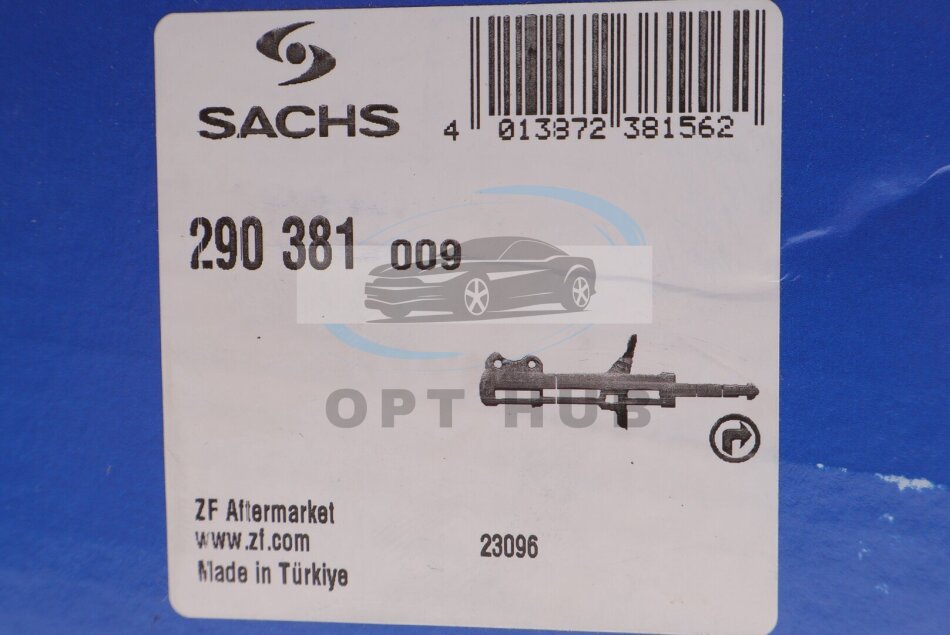 SACHS
4 013872 381562
290 381 009
OPT HUB
ZF Aftermarket
www.zf.com
Made in Türkiye
23096